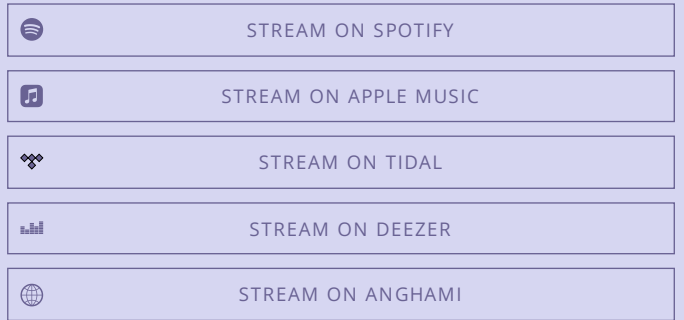 STREAM ON SPOTIFY
STREAM ON APPLE MUSIC
STREAM ON TIDAL
STREAM ON DEEZER
STREAM ON ANGHAMI